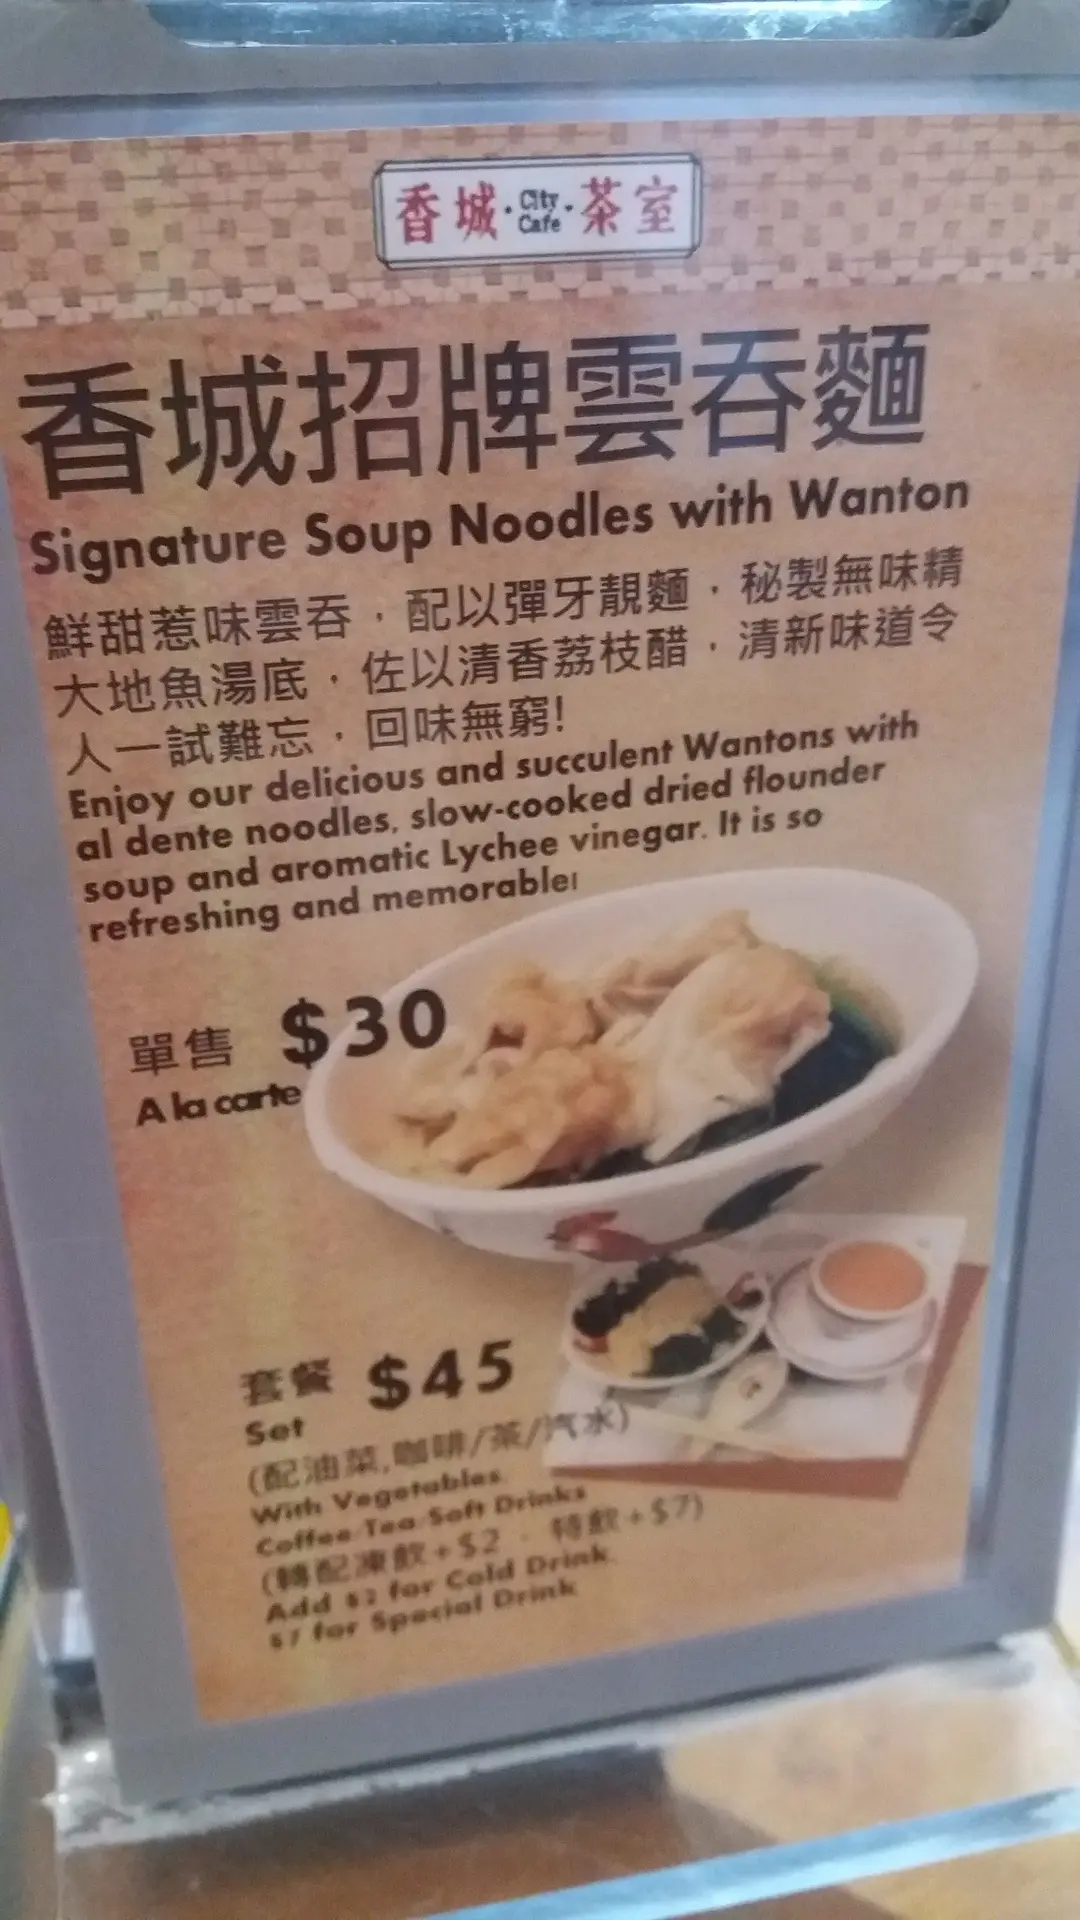 香城·City Cafe·茶室
香城招牌雲吞麵
Signature Soup Noodles with Wanton
鮮甜惹味雲吞，配以彈牙靚麵，秘製無味精
大地魚湯底，佐以清香荔枝醋，清新味道令
人一試難忘，回味無窮!
Enjoy our delicious and succulent Wantons with
al dente noodles, slow-cooked dried flounder
soup and aromatic Lychee vinegar. It is so
refreshing and memorable!
單售 $30
A la carte
套餐 $45
Set
(配油菜,咖啡/茶/汽水)
With Vegetables
Coffee/Tea/Soft Drinks
(轉配凍飲+$2，特飲+$7)
Add $2 for Cold Drink,
$7 for Special Drink